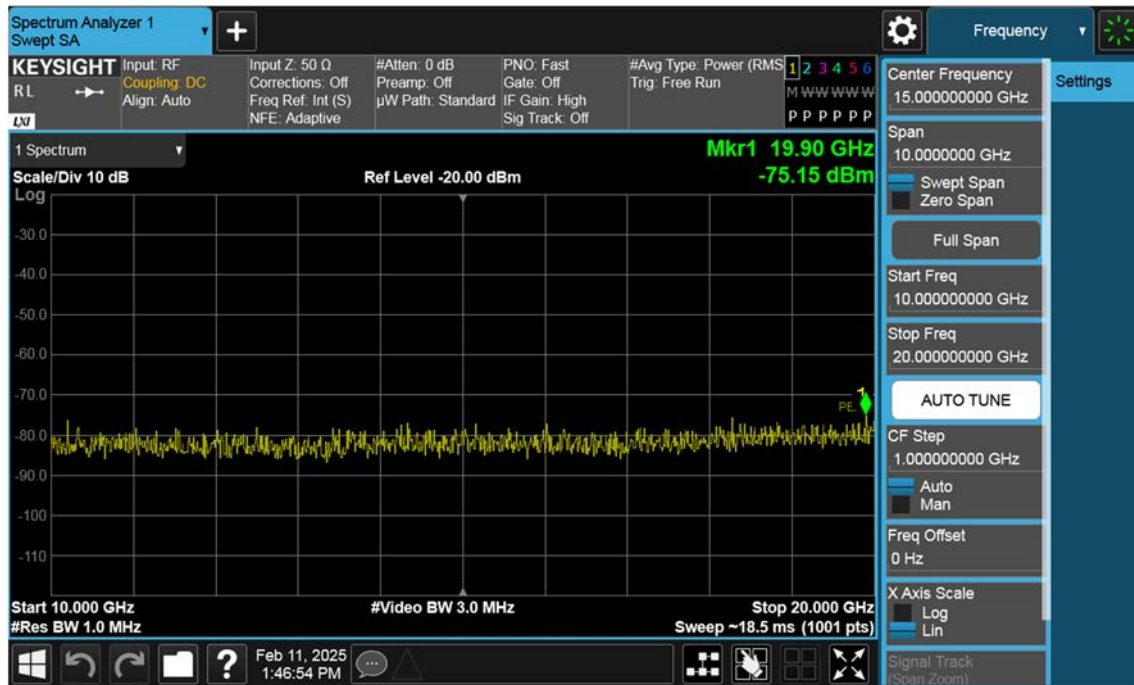 Spectrum Analyzer 1
Swept SA
Frequency
KEYSIGHT
RL
LXI
Input: RF
Coupling: DC
Align: Auto
Input Z: 50 Ω
Corrections: Off
Freq Ref: Int (S)
NFE: Adaptive
#Atten: 0 dB
Preamp: Off
µW Path: Standard
PNO: Fast
Gate: Off
IF Gain: High
Sig Track: Off
#Avg Type: Power (RMS
Trig: Free Run
1 2 3 4 5 6
M W W W W W
P P P P P P
1 Spectrum
Mkr1 19.90 GHz
-75.15 dBm
Scale/Div 10 dB
Ref Level -20.00 dBm
Log
-30.0
-40.0
-50.0
-60.0
-70.0
-80.0
-90.0
-100
-110
1
Start 10.000 GHz
#Video BW 3.0 MHz
Stop 20.000 GHz
#Res BW 1.0 MHz
Sweep ~18.5 ms (1001 pts)
?
Feb 11, 2025
1:46:54 PM
Center Frequency
15.000000000 GHz
Settings
Span
10.0000000 GHz
Swept Span
Zero Span
Full Span
Start Freq
10.000000000 GHz
Stop Freq
20.000000000 GHz
AUTO TUNE
CF Step
1.000000000 GHz
Auto
Man
Freq Offset
0 Hz
X Axis Scale
Log
Lin
Signal Track
(Span Zoom)